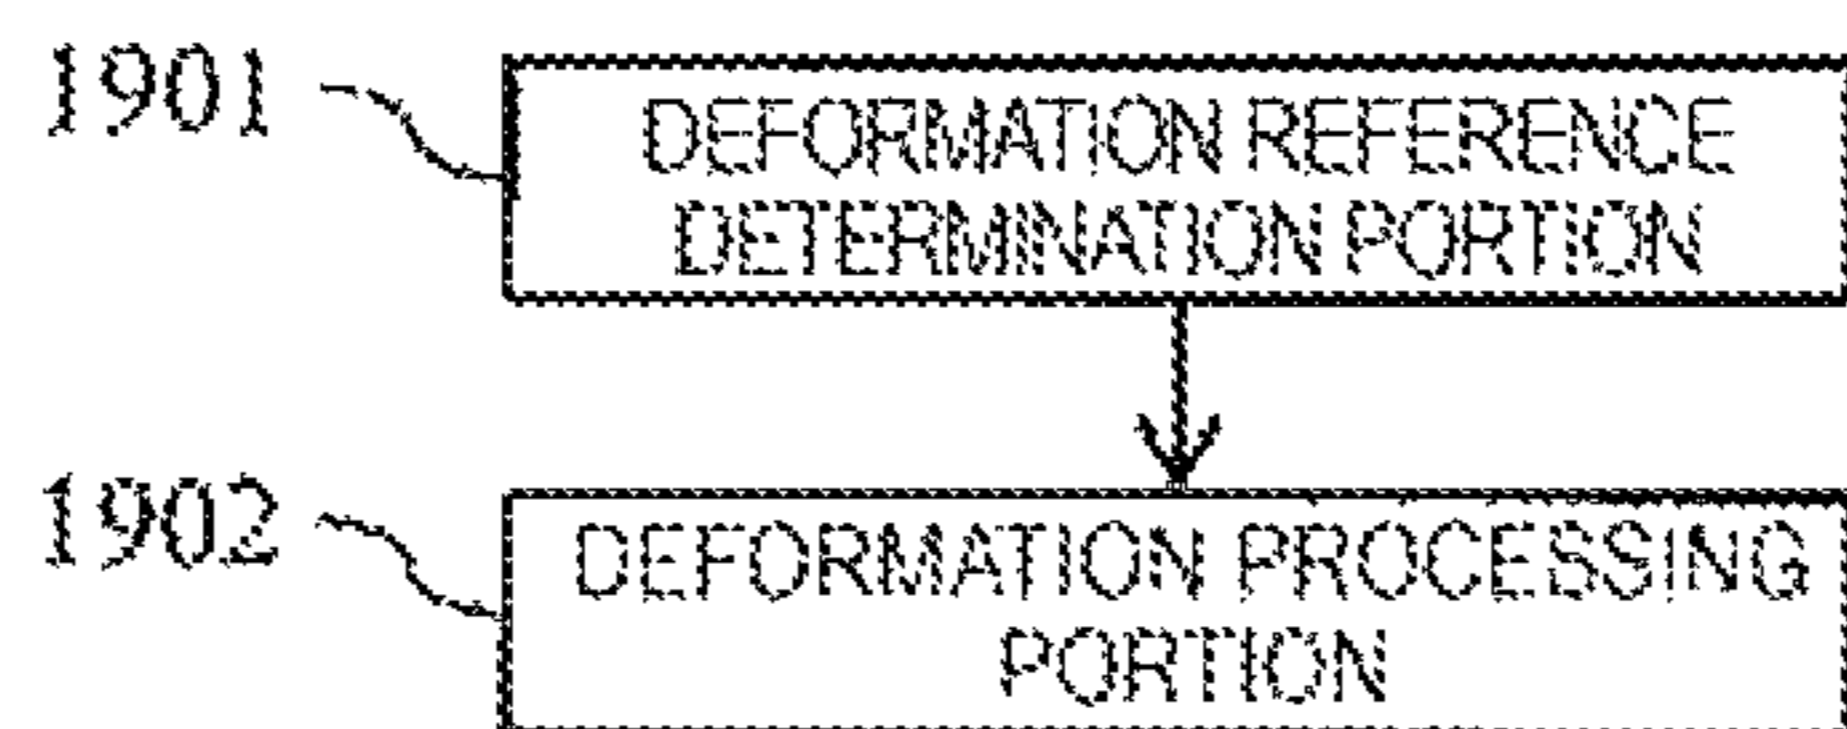 1901
DEFORMATION REFERENCE
DETERMINATION PORTION
1902
DEFORMATION PROCESSING
PORTION